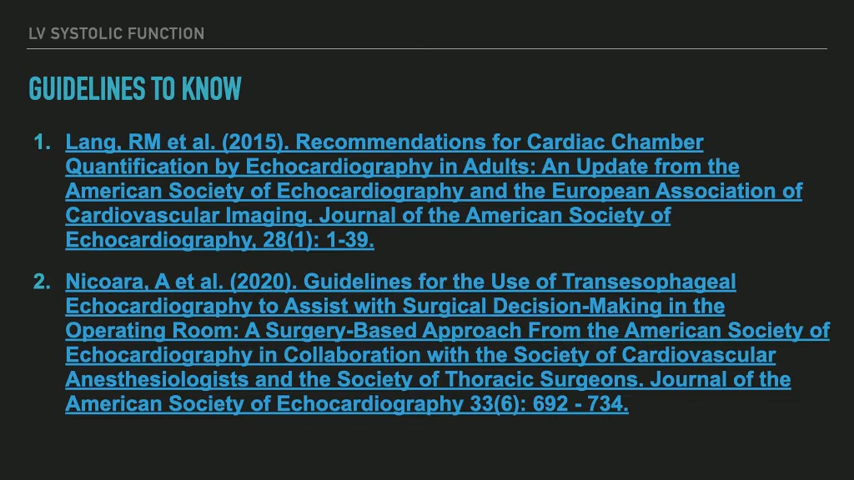 LV SYSTOLIC FUNCTION
GUIDELINES TO KNOW
1. Lang, RM et al. (2015). Recommendations for Cardiac Chamber
Quantification by Echocardiography in Adults: An Update from the
American Society of Echocardiography and the European Association of
Cardiovascular Imaging. Journal of the American Society of
Echocardiography, 28(1): 1-39.
2. Nicoara, A et al. (2020). Guidelines for the Use of Transesophageal
Echocardiography to Assist with Surgical Decision-Making in the
Operating Room: A Surgery-Based Approach From the American Society of
Echocardiography in Collaboration with the Society of Cardiovascular
Anesthesiologists and the Society of Thoracic Surgeons. Journal of the
American Society of Echocardiography 33(6): 692 - 734.